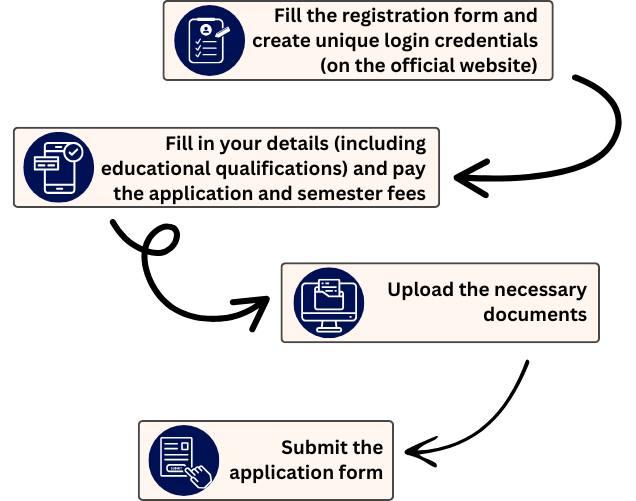 Fill the registration form and
create unique login credentials
(on the official website)
Fill in your details (including
educational qualifications) and pay
the application and semester fees
Upload the necessary
documents
SUBMIT
Submit the
application form